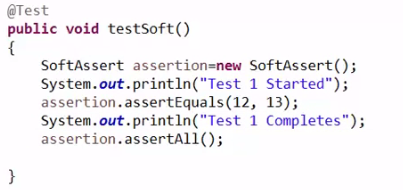 @Test
public void testSoft()
{
SoftAssert assertion=new SoftAssert();
System.out.println("Test 1 Started");
assertion.assertEquals(12, 13);
System.out.println("Test 1 Completes");
assertion.assertAll();
}